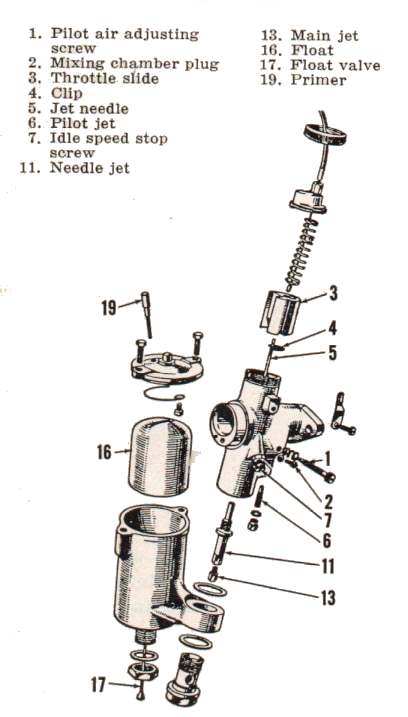 1. Pilot air adjusting
screw
2. Mixing chamber plug
3. Throttle slide
4. Clip
5. Jet needle
6. Pilot jet
7. Idle speed stop
screw
11. Needle jet
13. Main jet
16. Float
17. Float valve
19. Primer
19
3
4
5
16
1
2
7
6
11
13
17